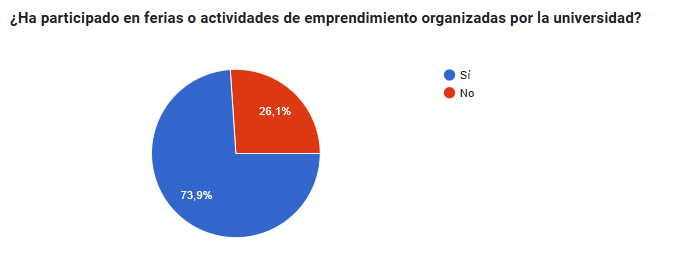 ¿Ha participado en ferias o actividades de emprendimiento organizadas por la universidad?
Sí
No
26,1%
73,9%